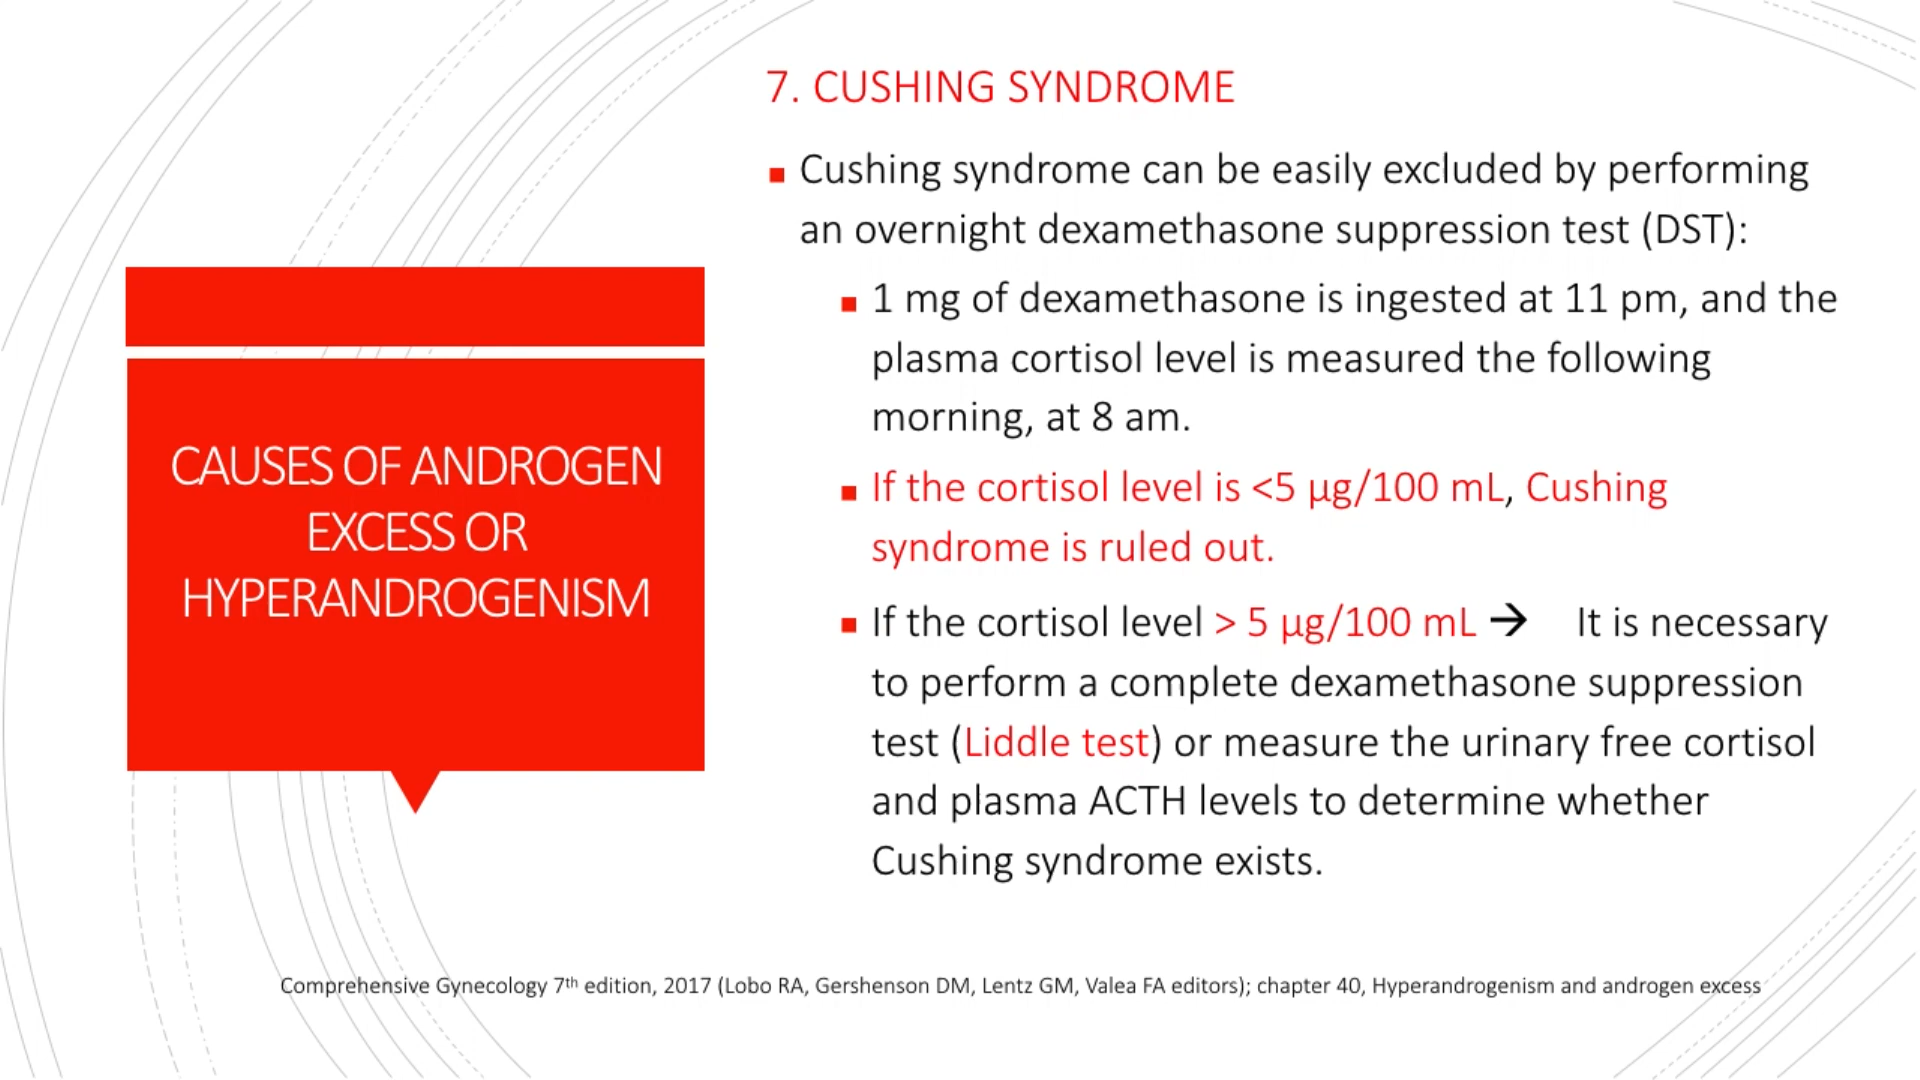 CAUSES OF ANDROGEN
EXCESS OR
HYPERANDROGENISM
7. CUSHING SYNDROME
Cushing syndrome can be easily excluded by performing
an overnight dexamethasone suppression test (DST):
1 mg of dexamethasone is ingested at 11 pm, and the
plasma cortisol level is measured the following
morning, at 8 am.
If the cortisol level is <5 µg/100 mL, Cushing
syndrome is ruled out.
If the cortisol level > 5 µg/100 mL → It is necessary
to perform a complete dexamethasone suppression
test (Liddle test) or measure the urinary free cortisol
and plasma ACTH levels to determine whether
Cushing syndrome exists.
Comprehensive Gynecology 7th edition, 2017 (Lobo RA, Gershenson DM, Lentz GM, Valea FA editors); chapter 40, Hyperandrogenism and androgen excess